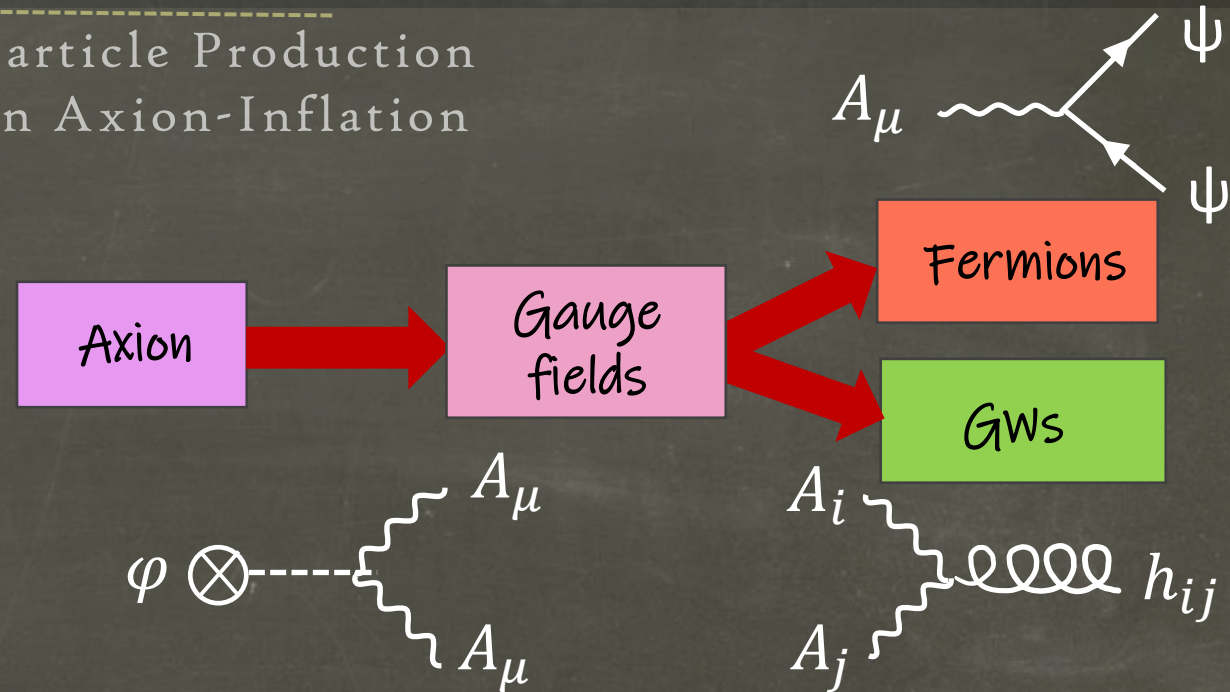 article Production
n Axion-Inflation
A_μ
ψ
ψ
Axion
Gauge
fields
Fermions
GWs
φ
A_μ
A_μ
A_i
A_j
h_ij